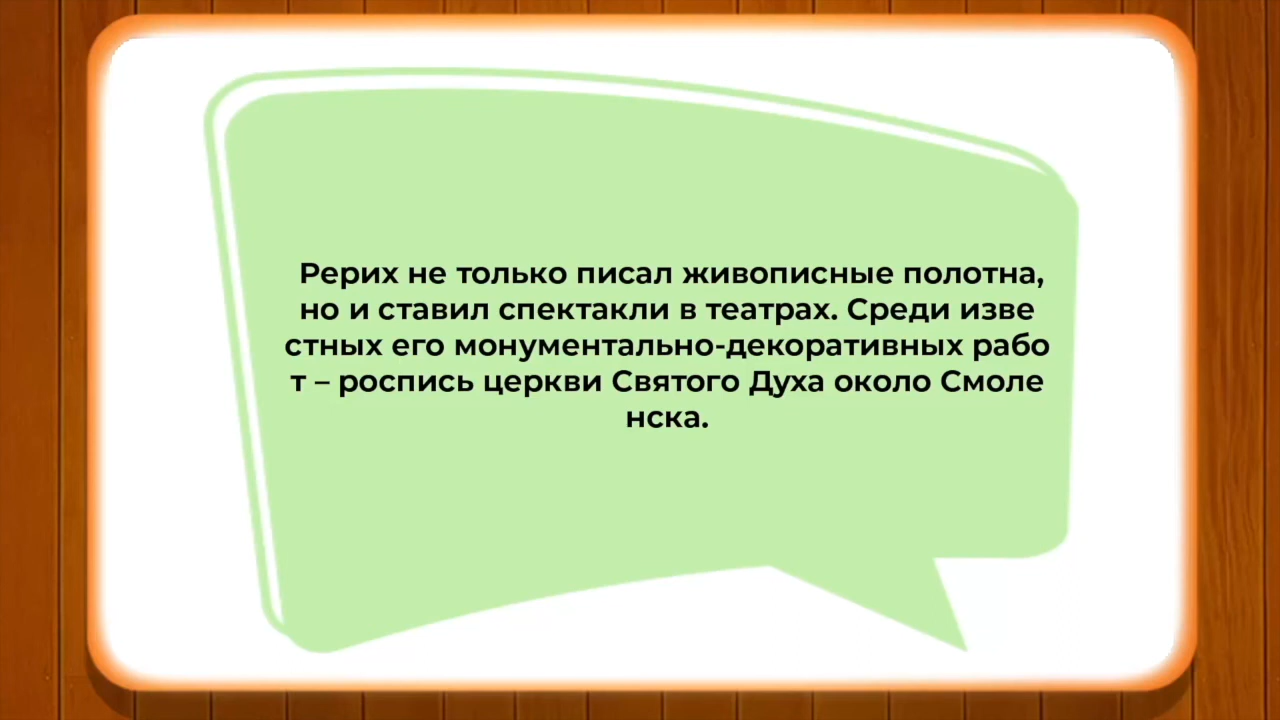 Рерих не только писал живописные полотна,
но и ставил спектакли в театрах. Среди изве
стных его монументально-декоративных рабо
т – роспись церкви Святого Духа около Смоле
нска.